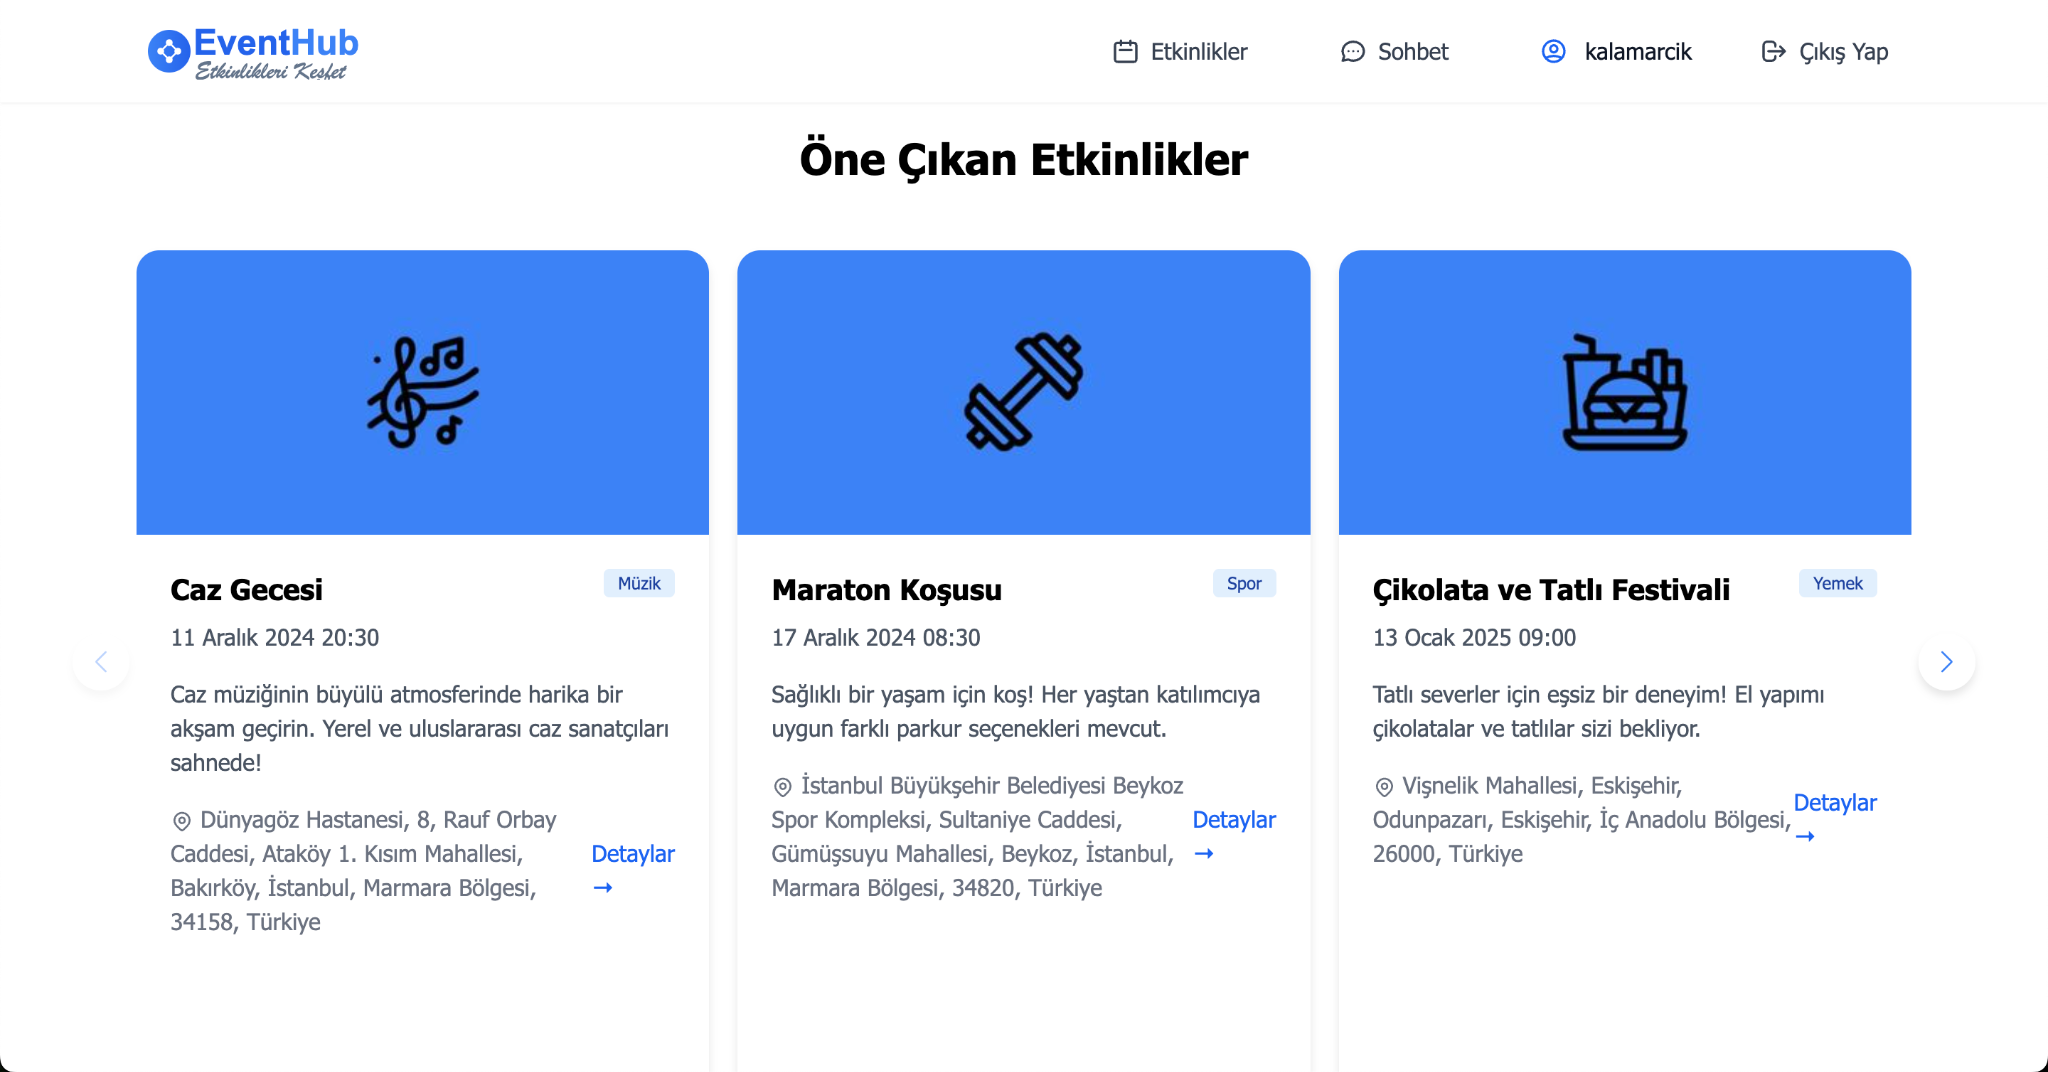 EventHub
Etkinlikleri Keşfet
Etkinlikler
Sohbet
kalamarcik
Çıkış Yap
Öne Çıkan Etkinlikler
Caz Gecesi
Müzik
11 Aralık 2024 20:30
Caz müziğinin büyülü atmosferinde harika bir
akşam geçirin. Yerel ve uluslararası caz sanatçıları
sahnede!
Dünyagöz Hastanesi, 8, Rauf Orbay
Caddesi, Ataköy 1. Kısım Mahallesi,
Bakırköy, İstanbul, Marmara Bölgesi,
34158, Türkiye
Detaylar
→
Maraton Koşusu
Spor
17 Aralık 2024 08:30
Sağlıklı bir yaşam için koş! Her yaştan katılımcıya
uygun farklı parkur seçenekleri mevcut.
İstanbul Büyükşehir Belediyesi Beykoz
Spor Kompleksi, Sultaniye Caddesi,
Gümüşsuyu Mahallesi, Beykoz, İstanbul,
Marmara Bölgesi, 34820, Türkiye
Detaylar
→
Çikolata ve Tatlı Festivali
Yemek
13 Ocak 2025 09:00
Tatlı severler için eşsiz bir deneyim! El yapımı
çikolatalar ve tatlılar sizi bekliyor.
Vişnelik Mahallesi, Eskişehir,
Odunpazarı, Eskişehir, İç Anadolu Bölgesi,
26000, Türkiye
Detaylar
→